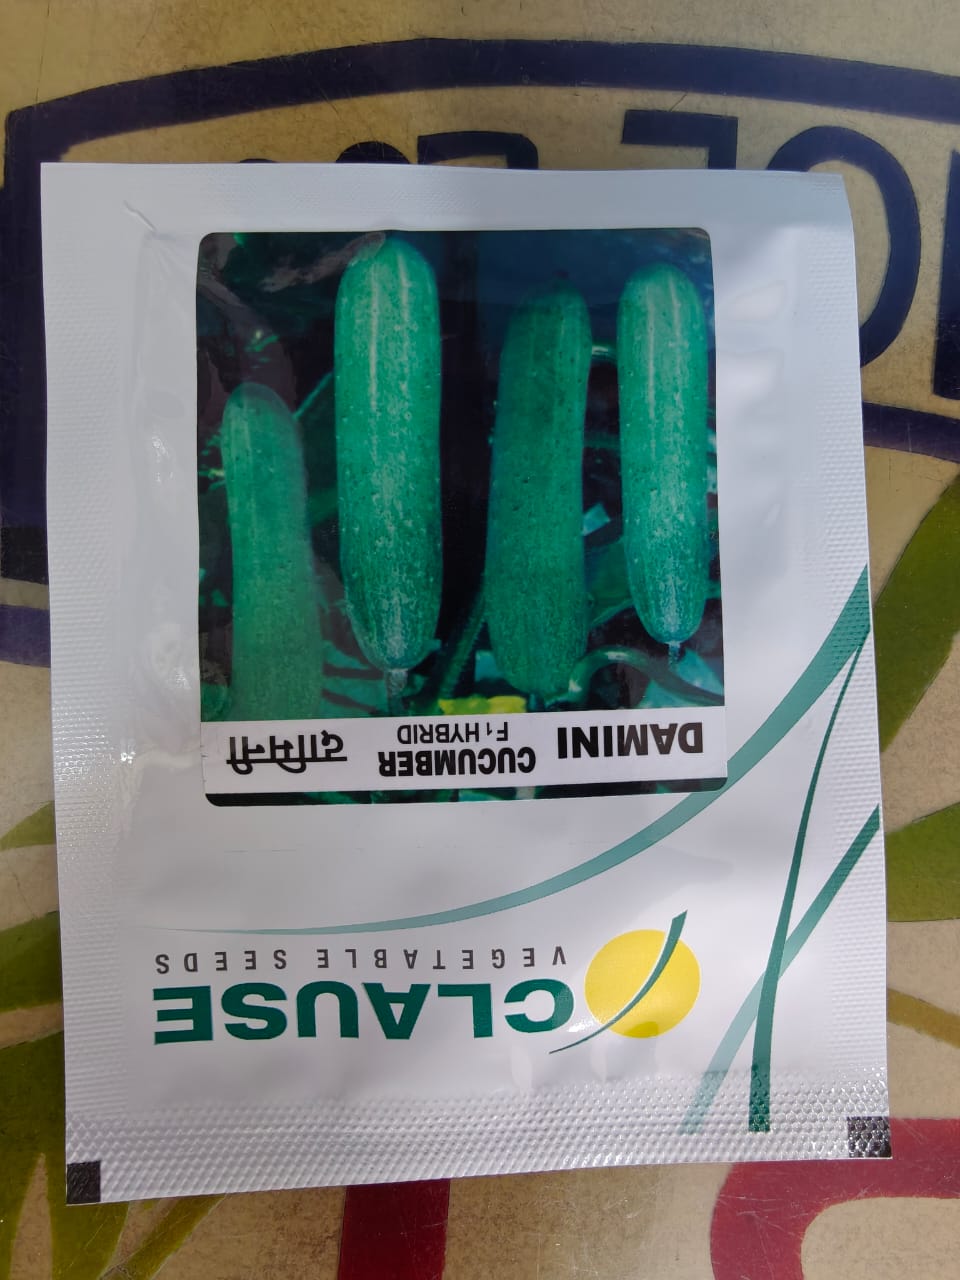 CLAUSE
VEGETABLE SEEDS
DAMINI CUCUMBER दामिनी
F1 HYBRID